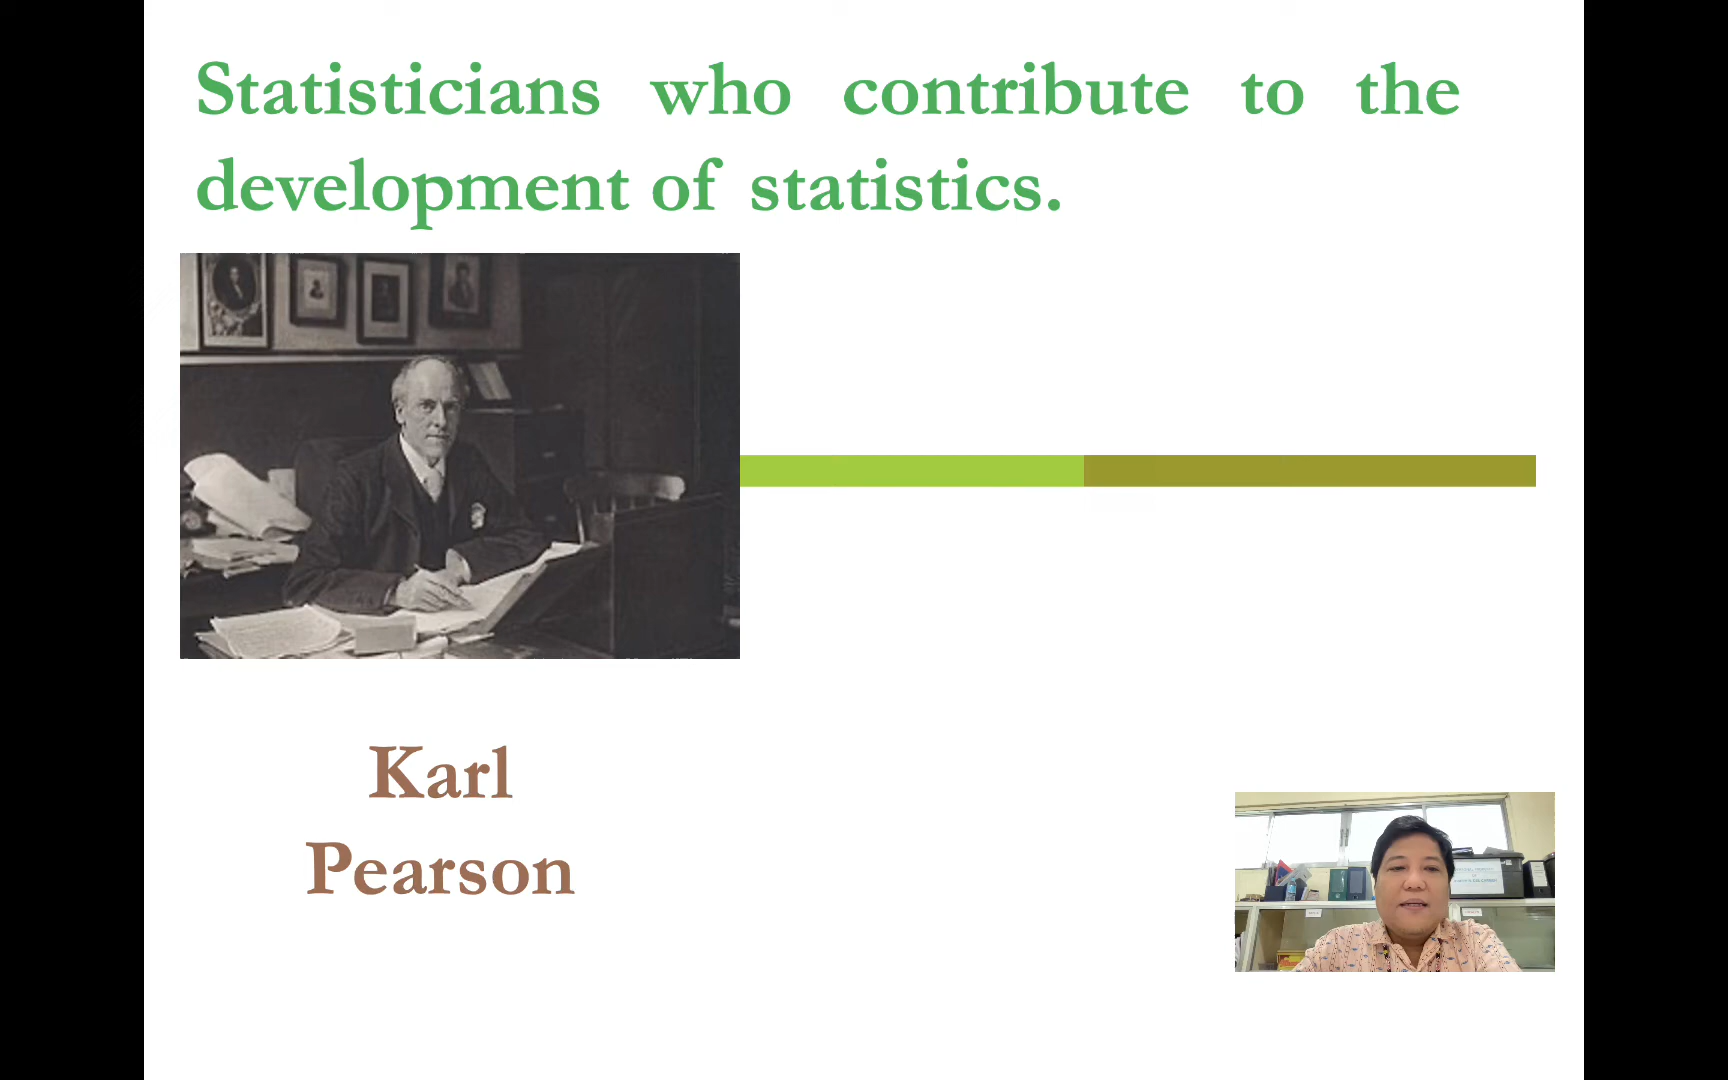 Statisticians who contribute to the
development of statistics.
Karl
Pearson